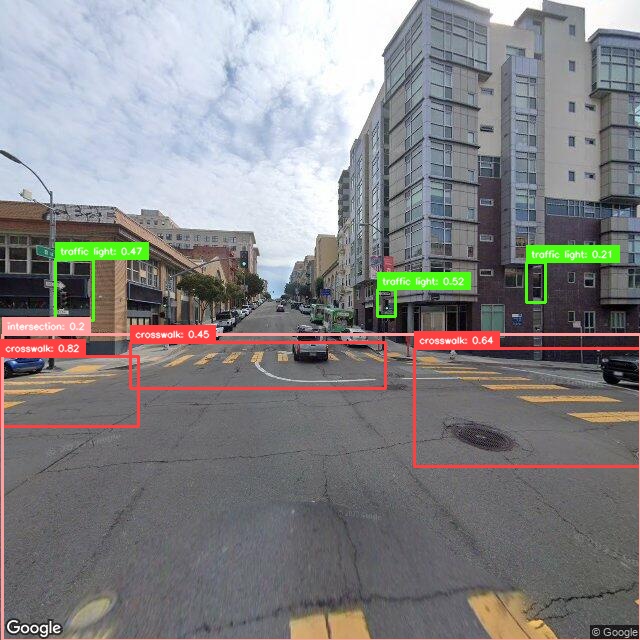 traffic light: 0.47
traffic light: 0.21
traffic light: 0.52
intersection: 0.2
crosswalk: 0.45
crosswalk: 0.64
crosswalk: 0.82
Google
© Google